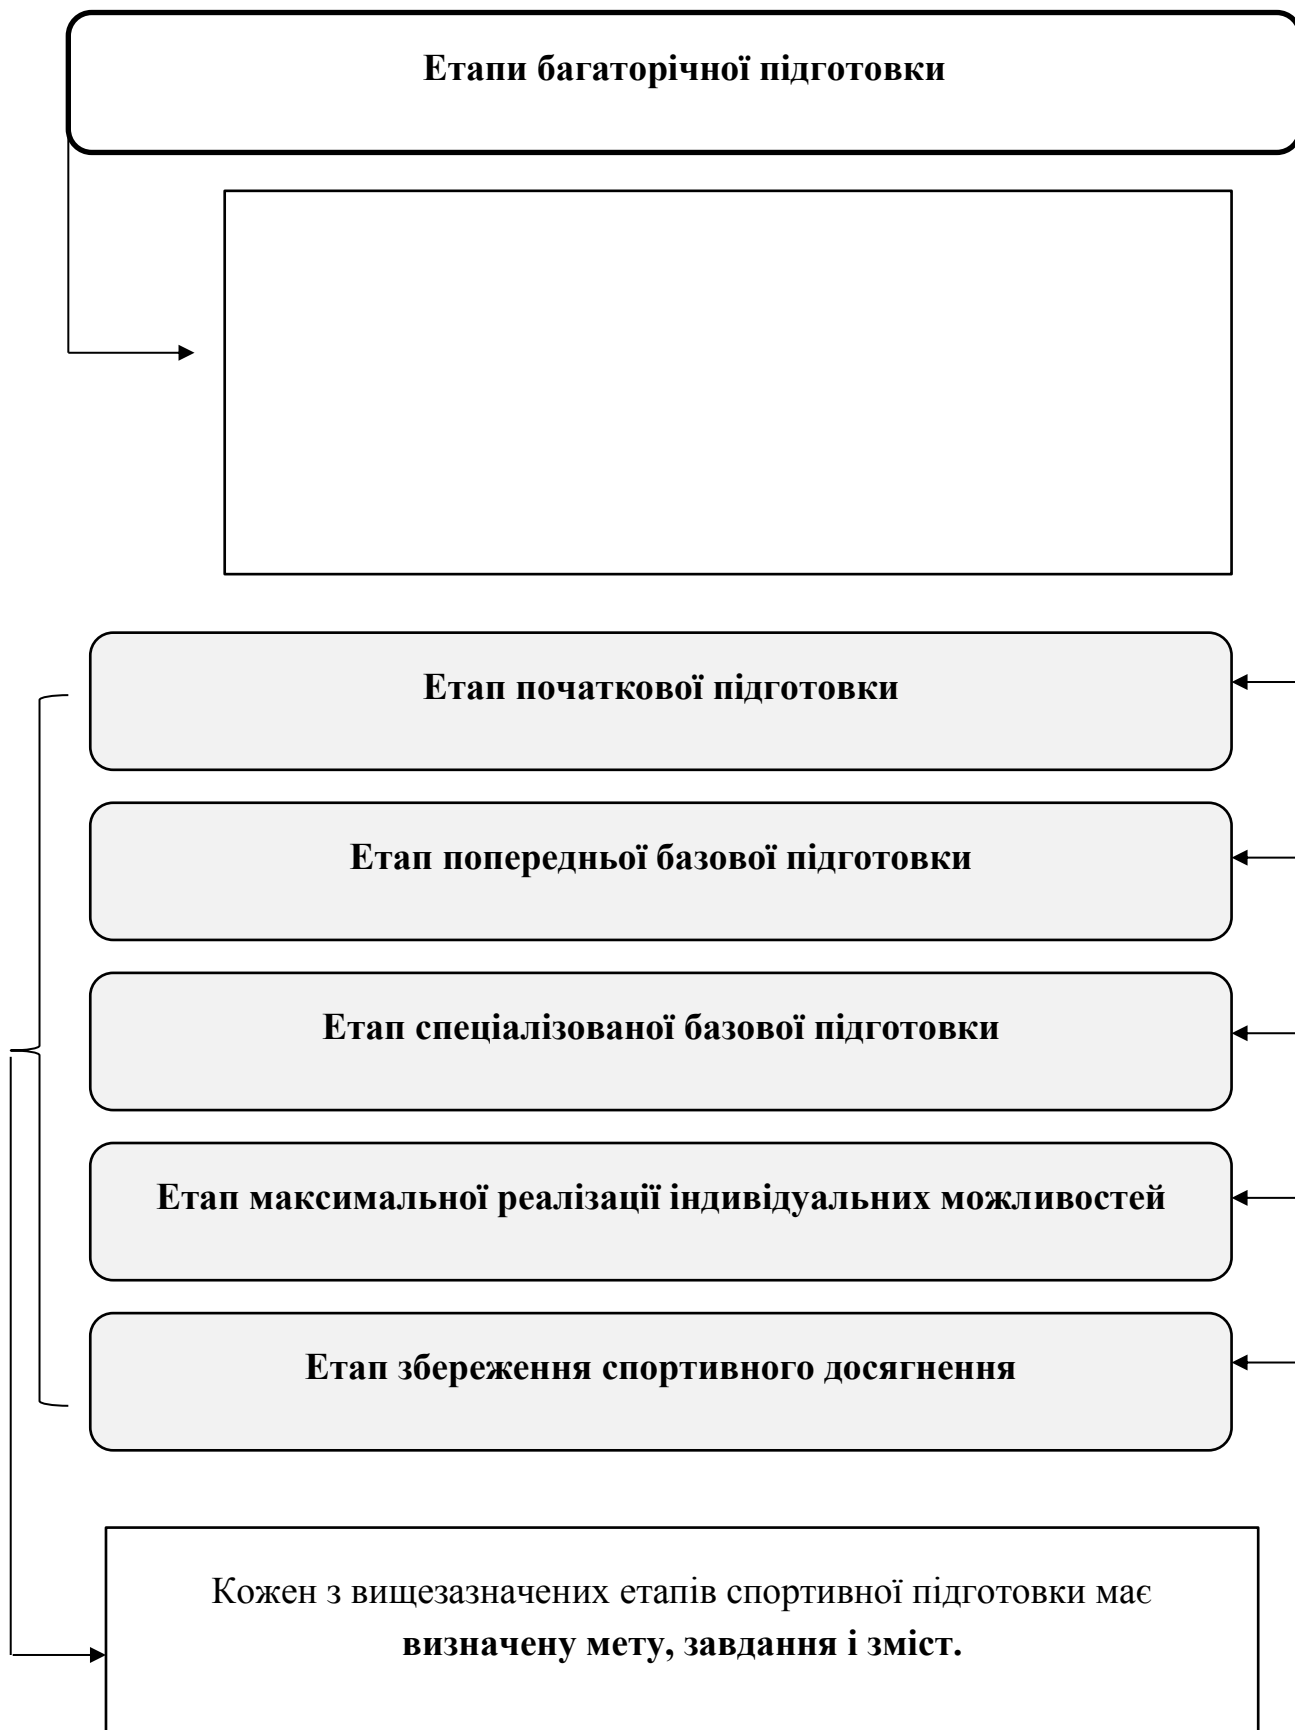 Етапи багаторічної підготовки
Етап початкової підготовки
Етап попередньої базової підготовки
Етап спеціалізованої базової підготовки
Етап максимальної реалізації індивідуальних можливостей
Етап збереження спортивного досягнення
Кожен з вищезазначених етапів спортивної підготовки має
визначену мету, завдання і зміст.